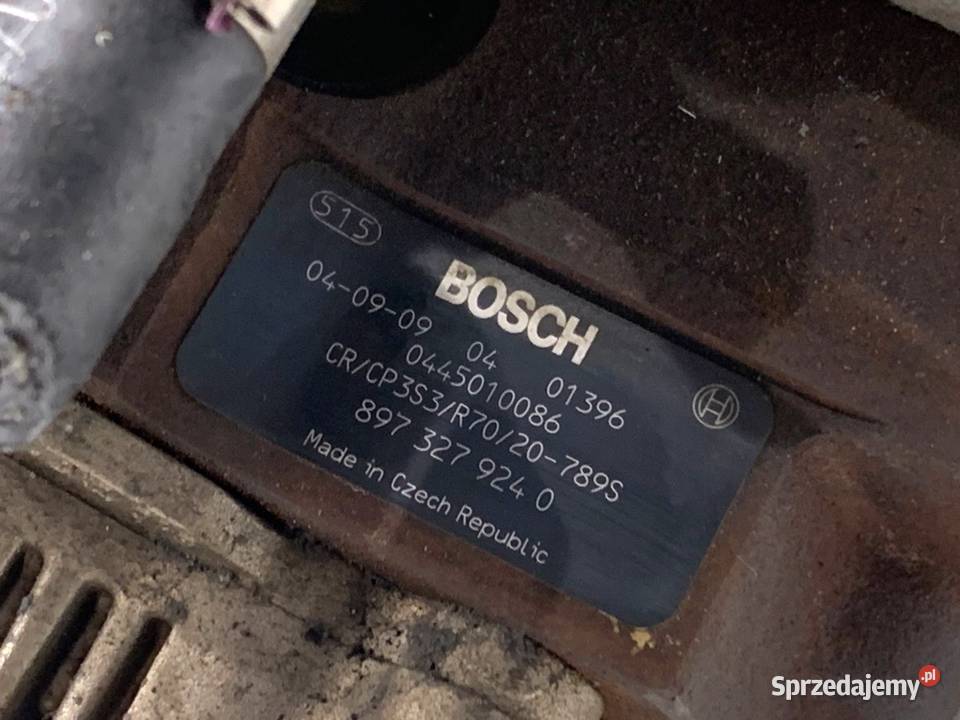 515
BOSCH
04-09-09 04 01396
0445010086
CR/CP3S3/R70/20-789S
897 327 924 0
Made in Czech Republic
Sprzedajemy.pl